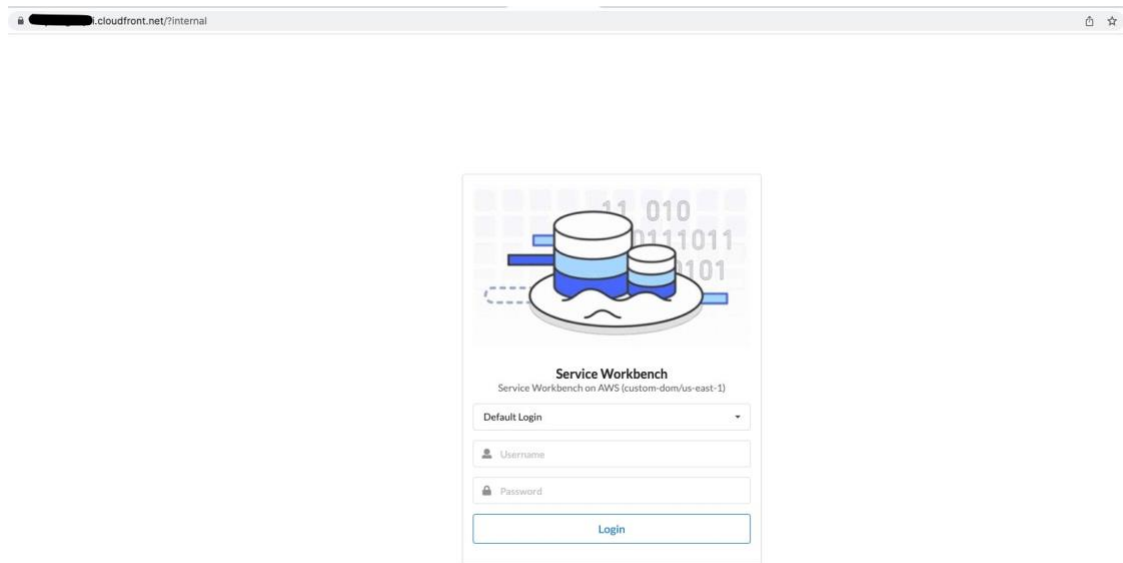 i.cloudfront.net/?internal
11 010
0111011
0101
Service Workbench
Service Workbench on AWS (custom-dom/us-east-1)
Default Login
Username
Password
Login